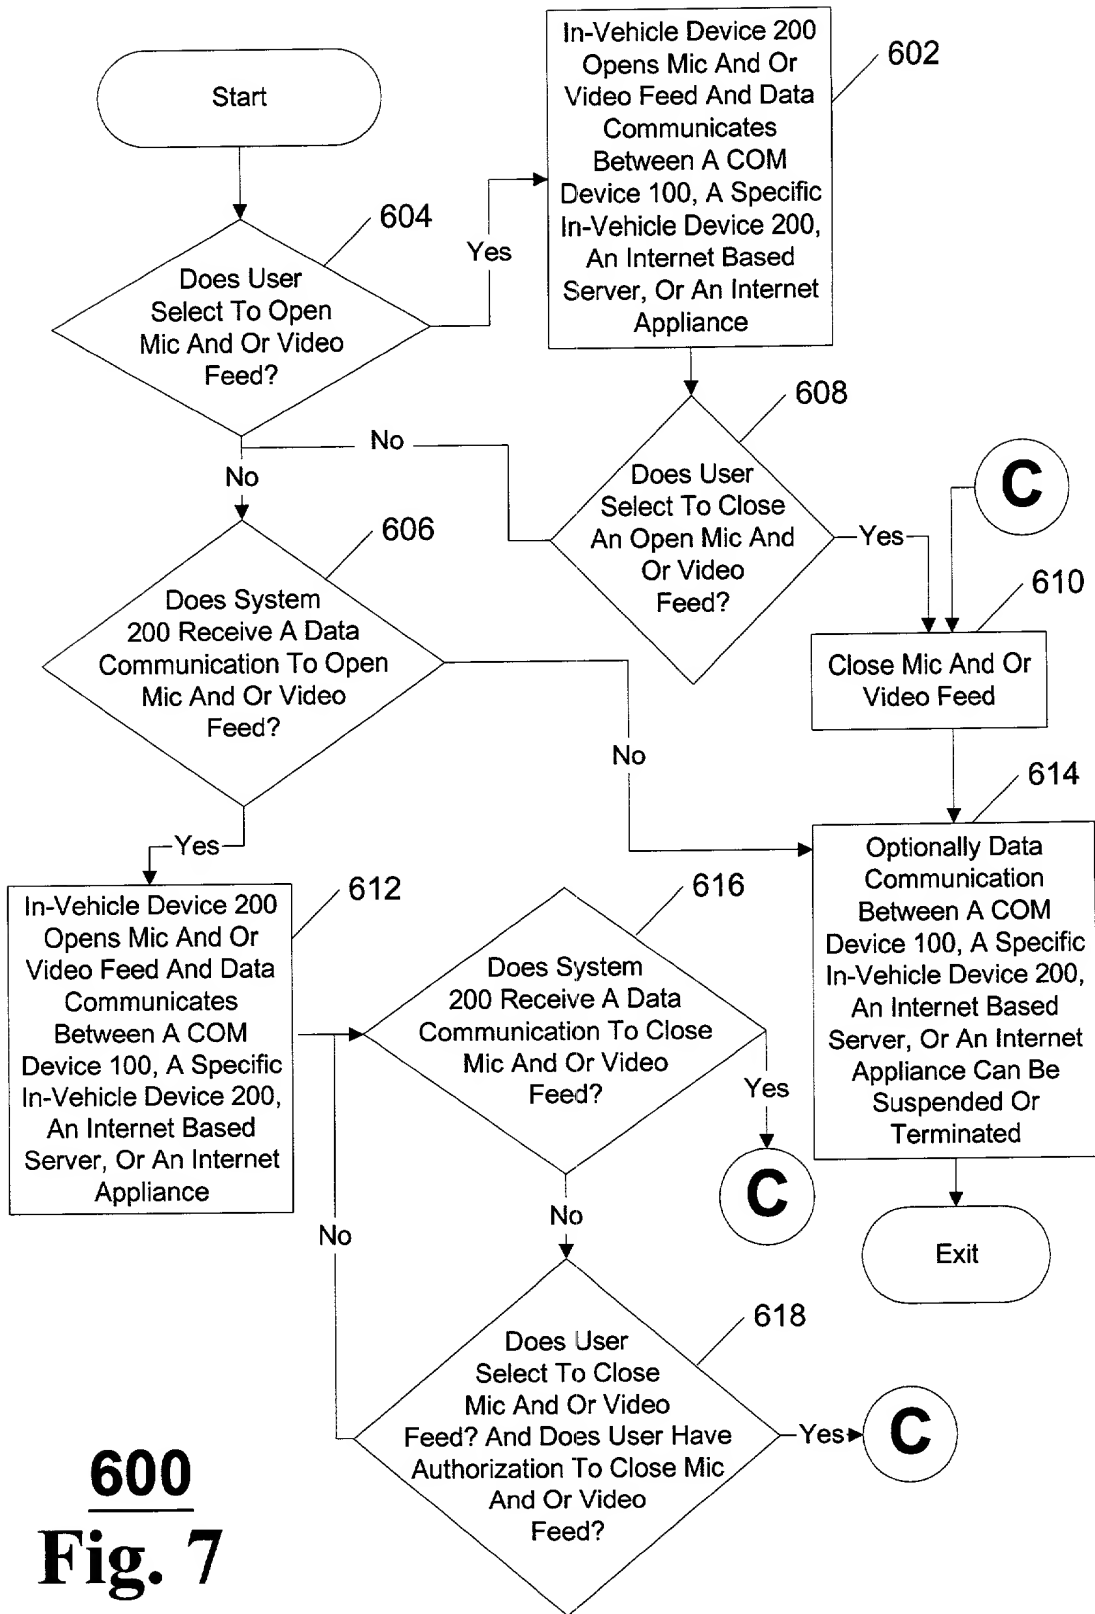 Start
604
Does User
Select To Open
Mic And Or Video
Feed?
Yes
In-Vehicle Device 200
Opens Mic And Or
Video Feed And Data
Communicates
Between A COM
Device 100, A Specific
In-Vehicle Device 200,
An Internet Based
Server, Or An Internet
Appliance
602
608
Does User
Select To Close
An Open Mic And
Or Video
Feed?
No
No
Yes
C
606
Does System
200 Receive A Data
Communication To Open
Mic And Or Video
Feed?
No
Yes
610
Close Mic And Or
Video Feed
614
Optionally Data
Communication
Between A COM
Device 100, A Specific
In-Vehicle Device 200,
An Internet Based
Server, Or An Internet
Appliance Can Be
Suspended Or
Terminated
Exit
612
In-Vehicle Device 200
Opens Mic And Or
Video Feed And Data
Communicates
Between A COM
Device 100, A Specific
In-Vehicle Device 200,
An Internet Based
Server, Or An Internet
Appliance
616
Does System
200 Receive A Data
Communication To Close
Mic And Or Video
Feed?
Yes
C
No
No
618
Does User
Select To Close
Mic And Or Video
Feed? And Does User Have
Authorization To Close Mic
And Or Video
Feed?
Yes
C
600
Fig. 7